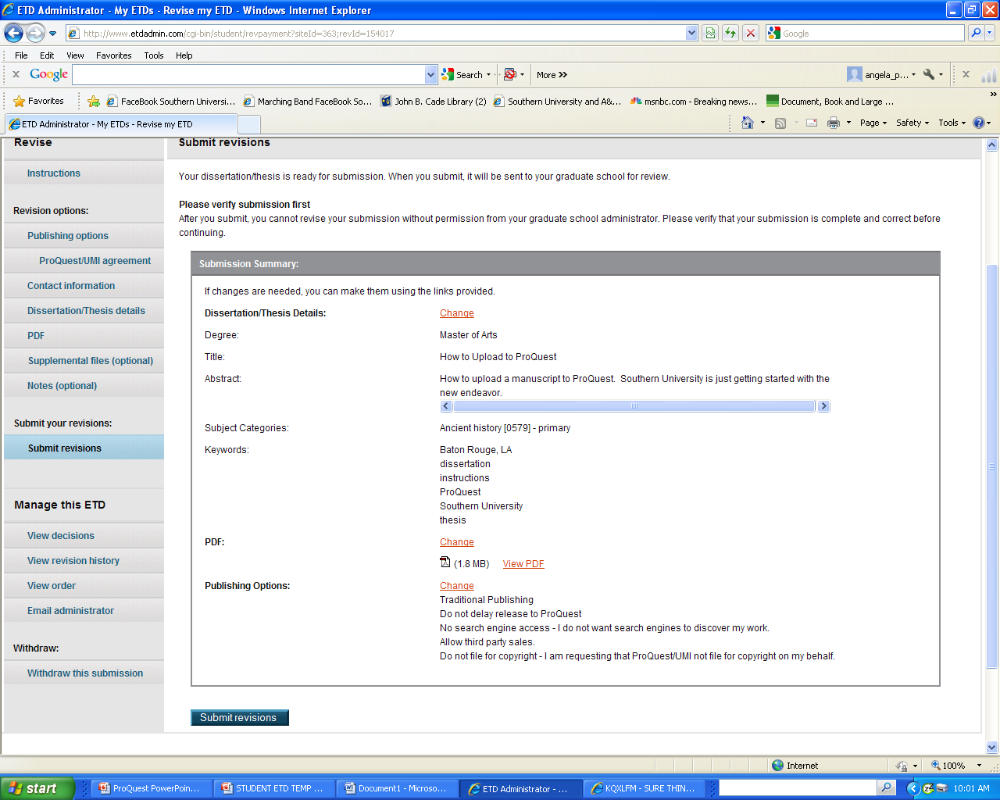 ETD Administrator - My ETDs - Revise my ETD - Windows Internet Explorer
http://www.etdadmin.com/cgi-bin/student/revpayment?siteId=363;revId=154017
Google
File Edit View Favorites Tools Help
x Google Search More >> angela_p... x
Favorites FaceBook Southern Universi... Marching Band FaceBook So... John B. Cade Library (2) Southern University and A&... msnbc.com - Breaking news... Document, Book and Large ... >>
ETD Administrator - My ETDs - Revise my ETD Page Safety Tools
Revise
Instructions
Revision options:
Publishing options
ProQuest/UMI agreement
Contact information
Dissertation/Thesis details
PDF
Supplemental files (optional)
Notes (optional)
Submit your revisions:
Submit revisions
Manage this ETD
View decisions
View revision history
View order
Email administrator
Withdraw:
Withdraw this submission
Submit revisions
Your dissertation/thesis is ready for submission. When you submit, it will be sent to your graduate school for review.
Please verify submission first
After you submit, you cannot revise your submission without permission from your graduate school administrator. Please verify that your submission is complete and correct before
continuing.
Submission Summary:
If changes are needed, you can make them using the links provided.
Dissertation/Thesis Details: Change
Degree: Master of Arts
Title: How to Upload to ProQuest
Abstract: How to upload a manuscript to ProQuest. Southern University is just getting started with the
new endeavor.
Subject Categories: Ancient history [0579] - primary
Keywords: Baton Rouge, LA
dissertation
instructions
ProQuest
Southern University
thesis
PDF: Change
(1.8 MB) View PDF
Publishing Options: Change
Traditional Publishing
Do not delay release to ProQuest
No search engine access - I do not want search engines to discover my work.
Allow third party sales.
Do not file for copyright - I am requesting that ProQuest/UMI not file for copyright on my behalf.
Submit revisions
Internet 100%
start ProQuest PowerPoin... STUDENT ETD TEMP ... Document1 - Microso... ETD Administrator - ... KQXLFM - SURE THIN... 10:01 AM